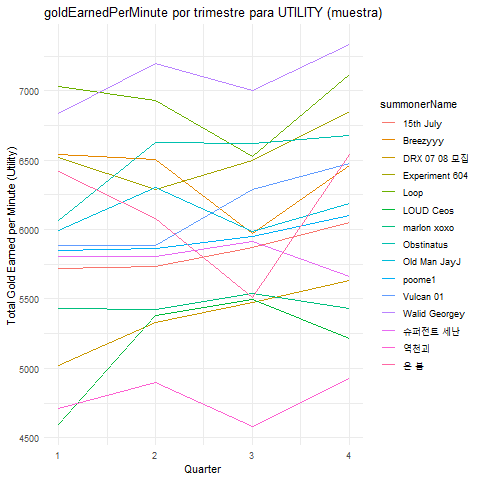 goldEarnedPerMinute por trimestre para UTILITY (muestra)
Total Gold Earned per Minute (Utility)
7000
6500
6000
5500
5000
4500
1 2 3 4
Quarter
summonerName
15th July
Breezyyy
DRX 07 08 모집
Experiment 604
Loop
LOUD Ceos
marlon xoxo
Obstinatus
Old Man JayJ
poome1
Vulcan 01
Walid Georgey
슈퍼전트 세난
역천괴
온 봄